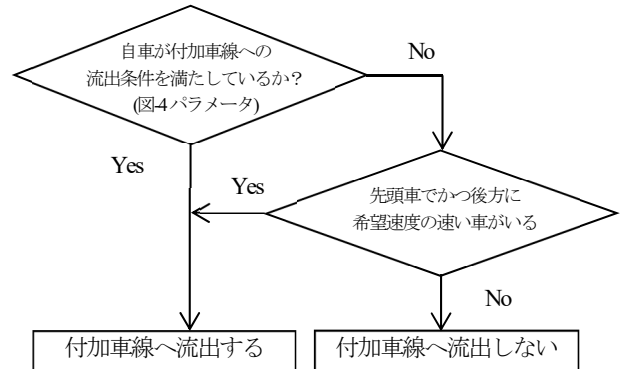 自車が付加車線への
流出条件を満たしているか?
(図-4パラメータ)
No
Yes
Yes
先頭車でかつ後方に
希望速度の速い車がいる
No
付加車線へ流出する
付加車線へ流出しない